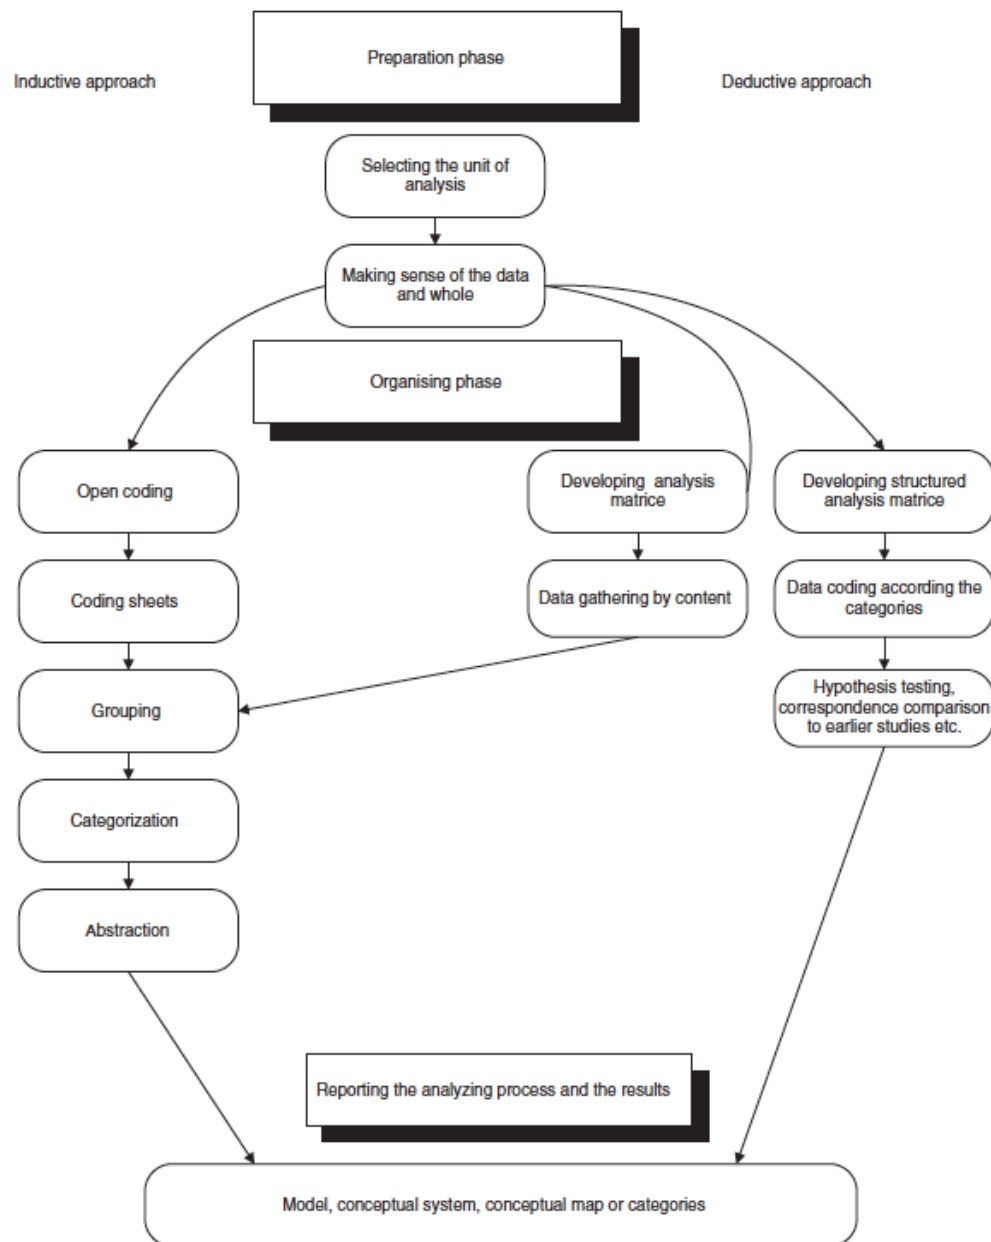 Preparation phase
Inductive approach
Deductive approach
Selecting the unit of
analysis
Making sense of the data
and whole
Organising phase
Open coding
Developing analysis
matrice
Developing structured
analysis matrice
Coding sheets
Data gathering by content
Data coding according the
categories
Grouping
Hypothesis testing,
correspondence comparison
to earlier studies etc.
Categorization
Abstraction
Reporting the analyzing process and the results
Model, conceptual system, conceptual map or categories